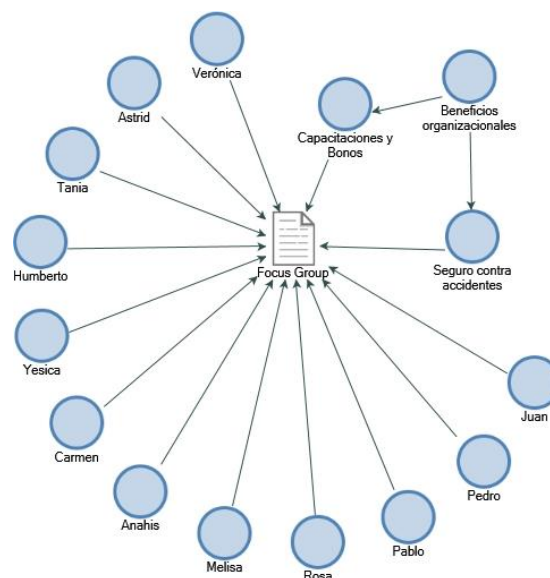 Verónica
Beneficios
organizacionales
Astrid
Capacitaciones y
Bonos
Tania
Focus Group
Humberto
Seguro contra
accidentes
Yesica
Juan
Carmen
Pedro
Anahis
Pablo
Melisa
Rosa